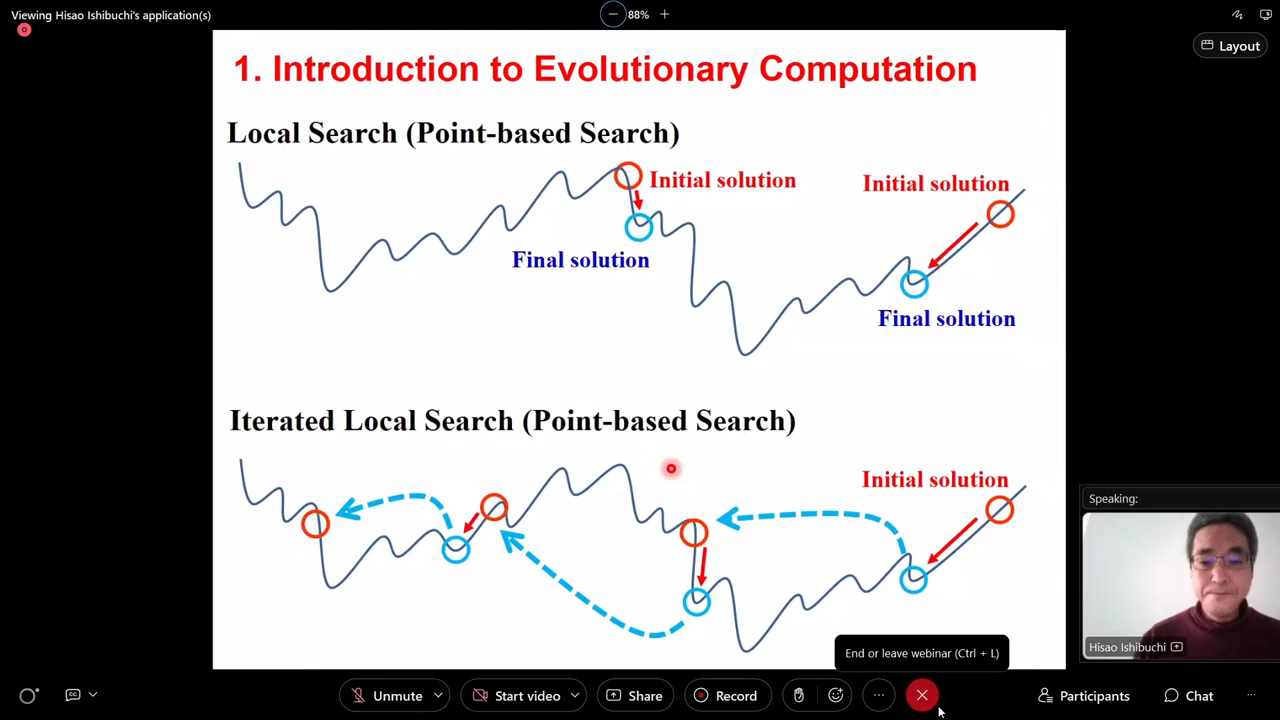 Viewing Hisao Ishibuchi's application(s)
88%
Layout
1. Introduction to Evolutionary Computation
Local Search (Point-based Search)
Initial solution
Initial solution
Final solution
Final solution
Iterated Local Search (Point-based Search)
Initial solution
Speaking:
Hisao Ishibuchi
End or leave webinar (Ctrl + L)
CC
Unmute
Start video
Share
Record
Participants
Chat